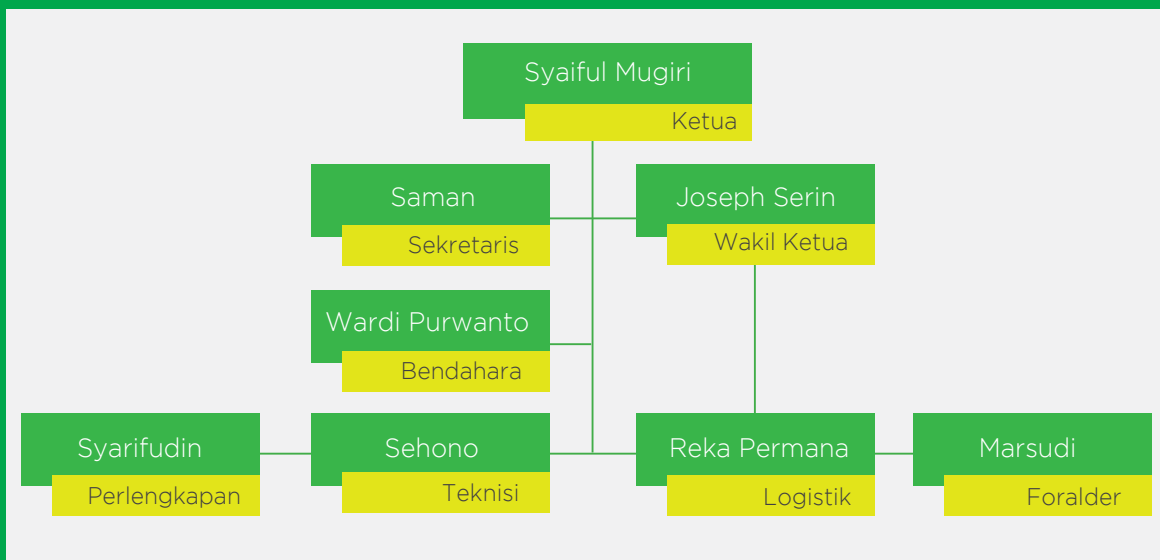 Syaiful Mugiri
Ketua
Saman
Sekretaris
Joseph Serin
Wakil Ketua
Wardi Purwanto
Bendahara
Syarifudin
Perlengkapan
Sehono
Teknisi
Reka Permana
Logistik
Marsudi
Foralder